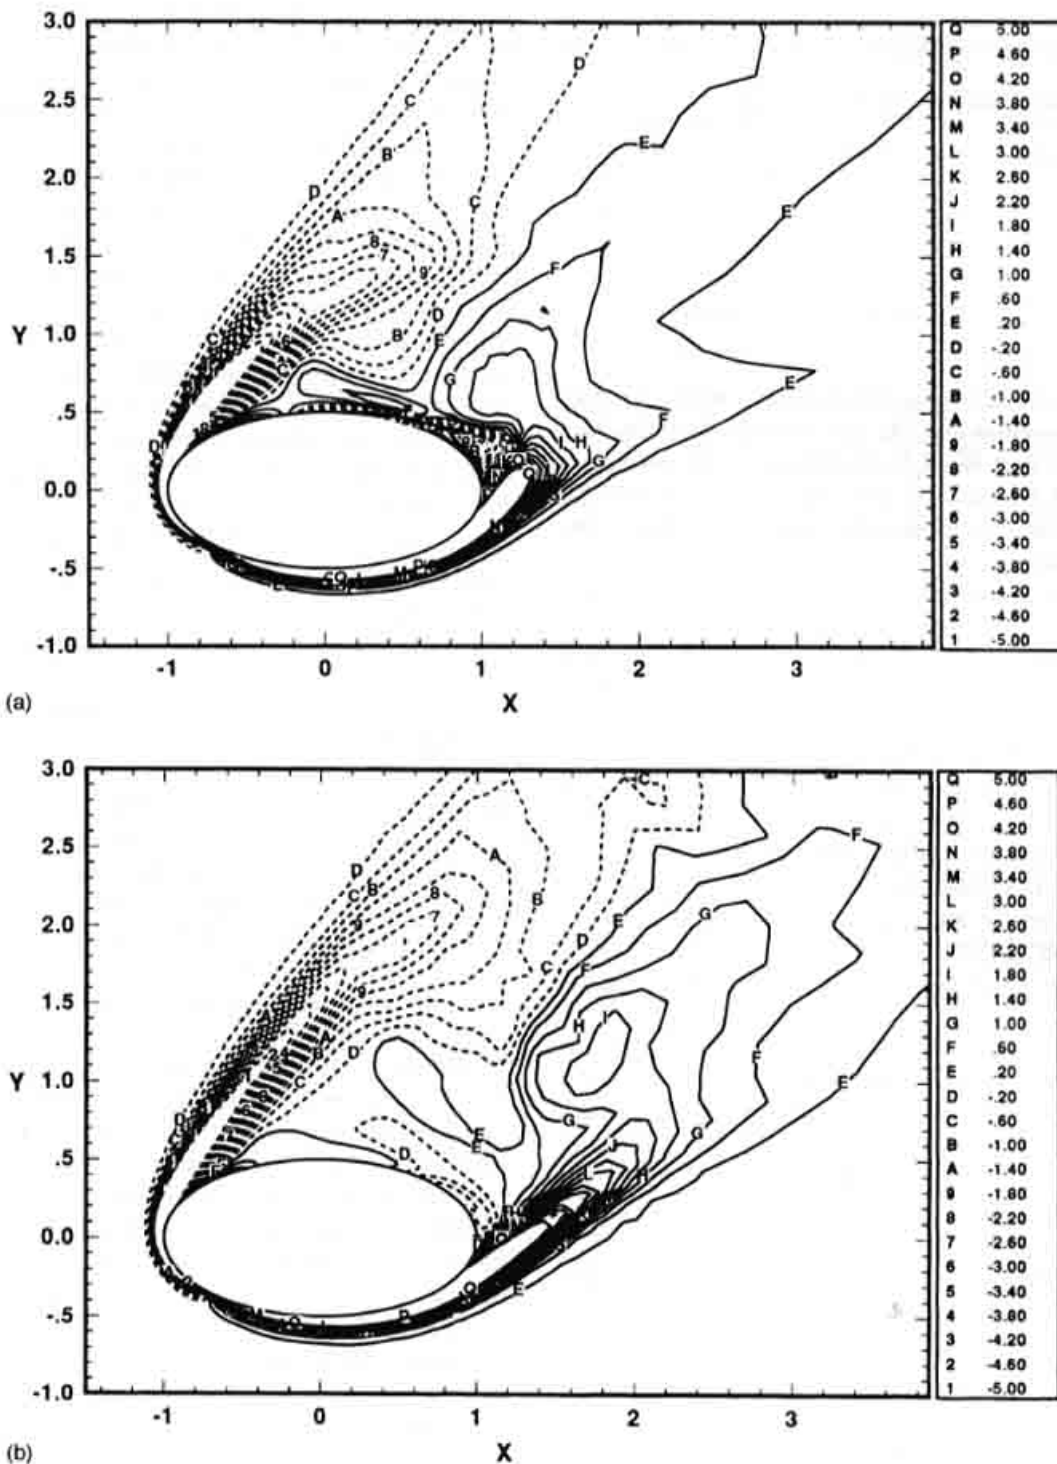 3.0
2.5
2.0
1.5
Y
1.0
.5
0.0
-.5
-1.0
-1
0
1
2
3
X
(a)
D
C
D
B
E
D
C
A
E
8
7
9
F
C
D
B
E
G
E
F
I
H
G
D
Q 5.00
P 4.60
O 4.20
N 3.80
M 3.40
L 3.00
K 2.60
J 2.20
I 1.80
H 1.40
G 1.00
F .60
E .20
D -.20
C -.60
B -1.00
A -1.40
9 -1.80
8 -2.20
7 -2.60
6 -3.00
5 -3.40
4 -3.80
3 -4.20
2 -4.60
1 -5.00
3.0
2.5
2.0
1.5
Y
1.0
.5
0.0
-.5
-1.0
-1
0
1
2
3
X
(b)
C
F
D
A
C
B
8
B
G
9
7
E
D
C
F
9
H
I
A
B
D
C
F
E
D
G
G
E
E
J
D
L
H
E
P
Q 5.00
P 4.60
O 4.20
N 3.80
M 3.40
L 3.00
K 2.60
J 2.20
I 1.80
H 1.40
G 1.00
F .60
E .20
D -.20
C -.60
B -1.00
A -1.40
9 -1.80
8 -2.20
7 -2.60
6 -3.00
5 -3.40
4 -3.80
3 -4.20
2 -4.60
1 -5.00